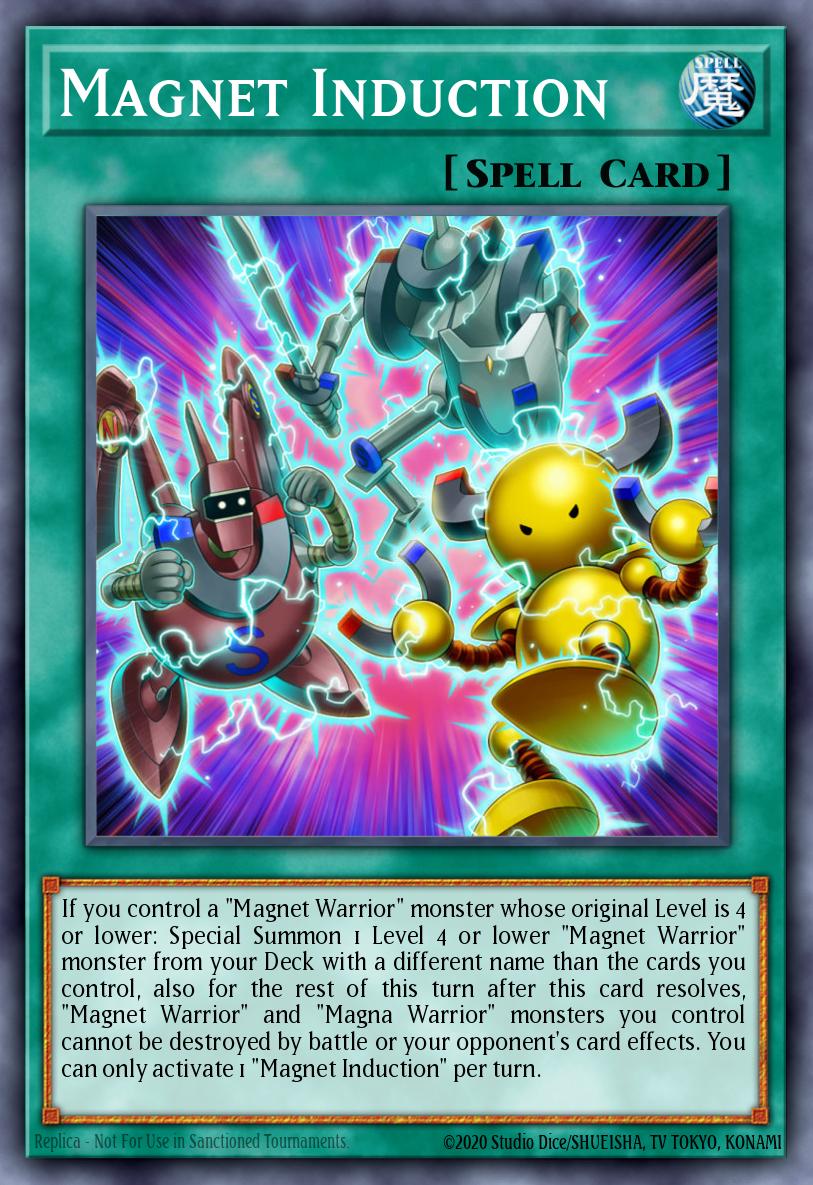 Magnet Induction
SPELL
魔
[Spell Card]
N
S
S
S
If you control a "Magnet Warrior" monster whose original Level is 4
or lower: Special Summon 1 Level 4 or lower "Magnet Warrior"
monster from your Deck with a different name than the cards you
control, also for the rest of this turn after this card resolves,
"Magnet Warrior" and "Magna Warrior" monsters you control
cannot be destroyed by battle or your opponent's card effects. You
can only activate 1 "Magnet Induction" per turn.
Replica - Not For Use in Sanctioned Tournaments.
©2020 Studio Dice/SHUEISHA, TV TOKYO, KONAMI